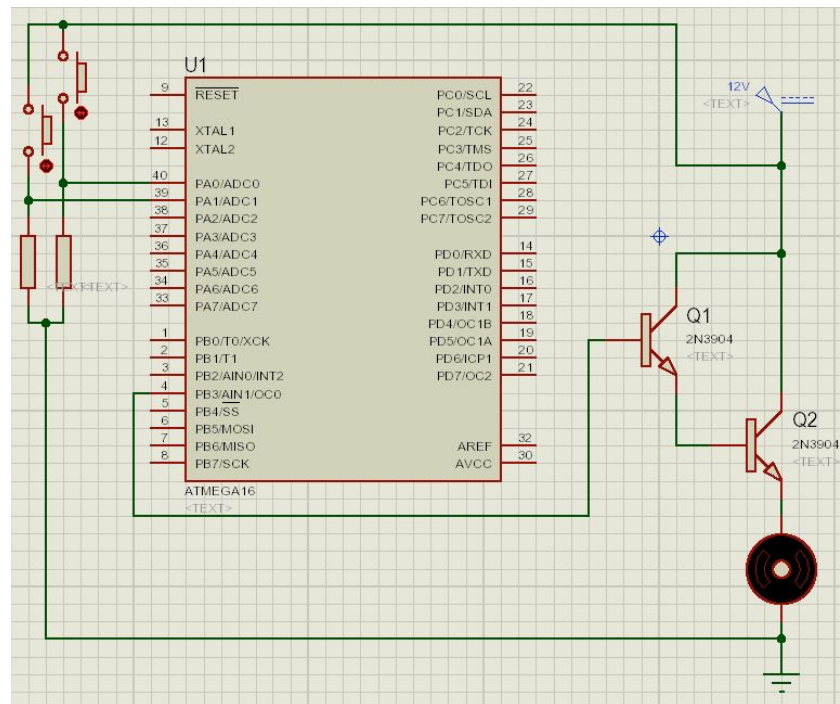 U1
9
RESET
13
XTAL1
12
XTAL2
40
PA0/ADC0
39
PA1/ADC1
38
PA2/ADC2
37
PA3/ADC3
36
PA4/ADC4
35
PA5/ADC5
34
PA6/ADC6
33
PA7/ADC7
1
PB0/T0/XCK
2
PB1/T1
3
PB2/AIN0/INT2
4
PB3/AIN1/OC0
5
PB4/SS
6
PB5/MOSI
7
PB6/MISO
8
PB7/SCK
PC0/SCL
22
PC1/SDA
23
PC2/TCK
24
PC3/TMS
25
PC4/TDO
26
PC5/TDI
27
PC6/TOSC1
28
PC7/TOSC2
29
PD0/RXD
14
PD1/TXD
15
PD2/INT0
16
PD3/INT1
17
PD4/OC1B
18
PD5/OC1A
19
PD6/ICP1
20
PD7/OC2
21
AREF
32
AVCC
30
ATMEGA16
<TEXT>
12V
<TEXT>
Q1
2N3904
<TEXT>
Q2
2N3904
<TEXT>